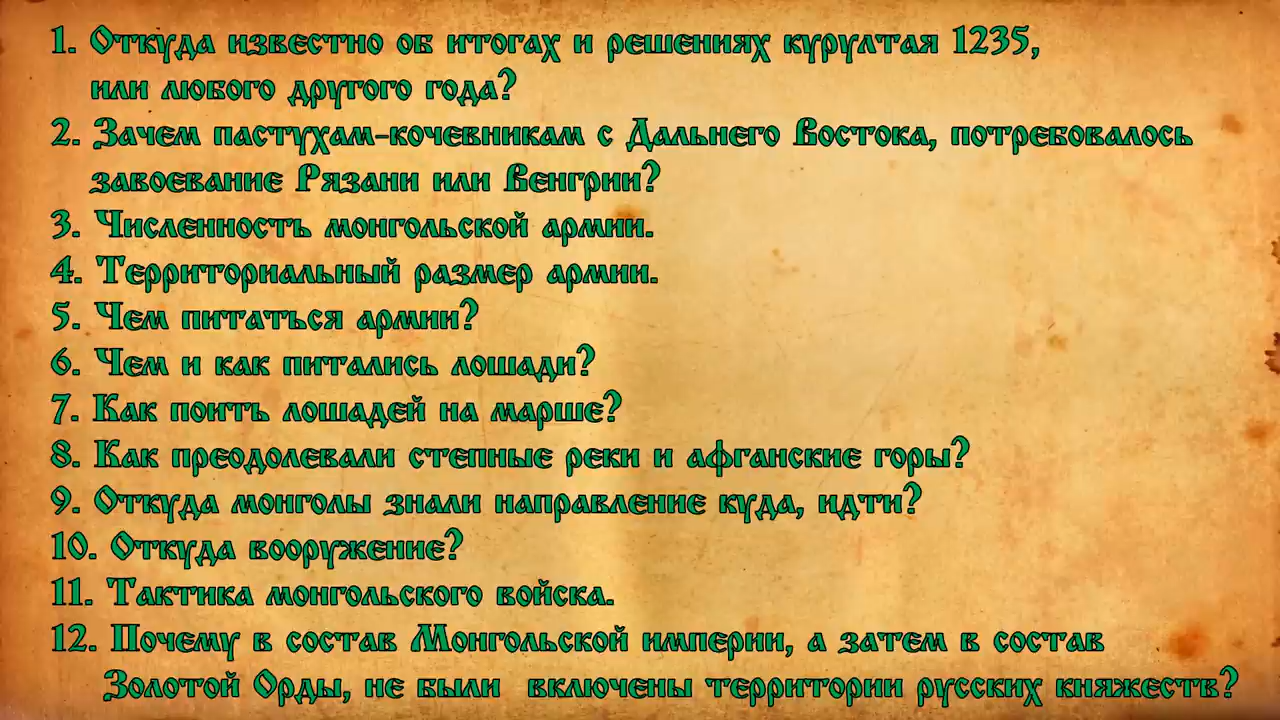 1. Откуда известно об итогах и решениях курултая 1235,
или любого другого года?
2. Зачем пастухам-кочевникам с Дальнего Востока, потребовалось
завоевание Рязани или Венгрии?
3. Численность монгольской армии.
4. Территориальный размер армии.
5. Чем питаться армии?
6. Чем и как питались лошади?
7. Как поить лошадей на марше?
8. Как преодолевали степные реки и афганские горы?
9. Откуда монголы знали направление куда, идти?
10. Откуда вооружение?
11. Тактика монгольского войска.
12. Почему в состав Монгольской империи, а затем в состав
Золотой Орды, не были включены территории русских княжеств?